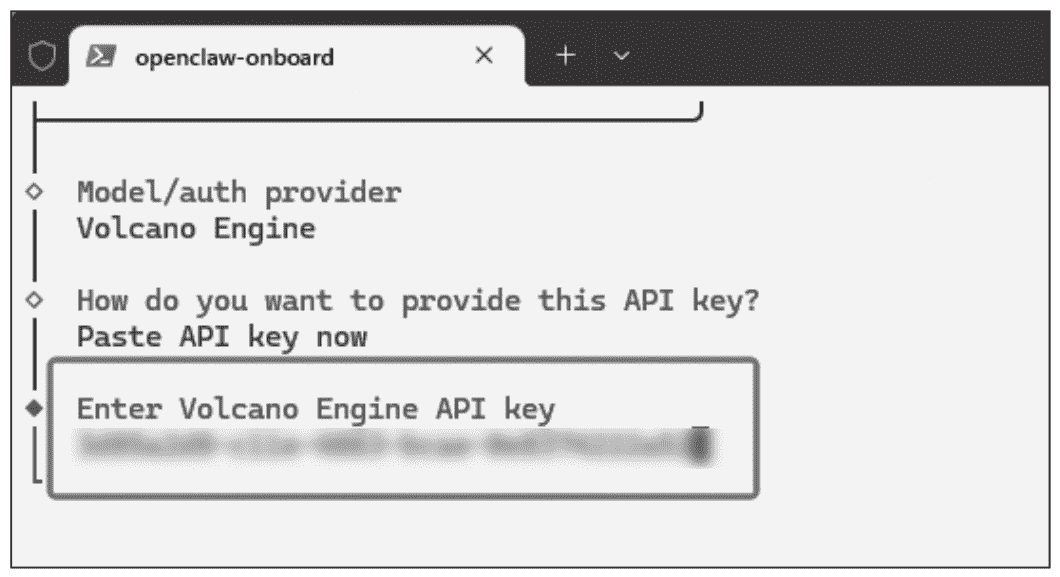 openclaw-onboard
Model/auth provider
Volcano Engine
How do you want to provide this API key?
Paste API key now
Enter Volcano Engine API key